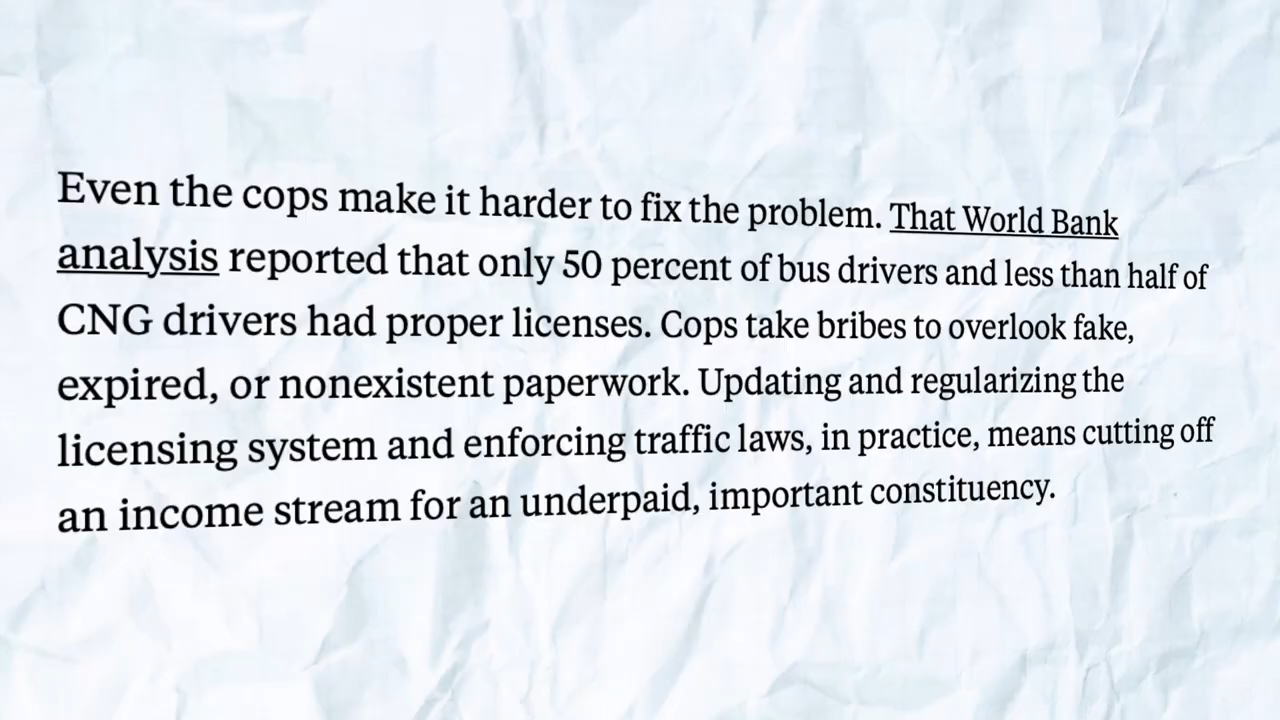 Even the cops make it harder to fix the problem. That World Bank
analysis reported that only 50 percent of bus drivers and less than half of
CNG drivers had proper licenses. Cops take bribes to overlook fake,
expired, or nonexistent paperwork. Updating and regularizing the
licensing system and enforcing traffic laws, in practice, means cutting off
an income stream for an underpaid, important constituency.